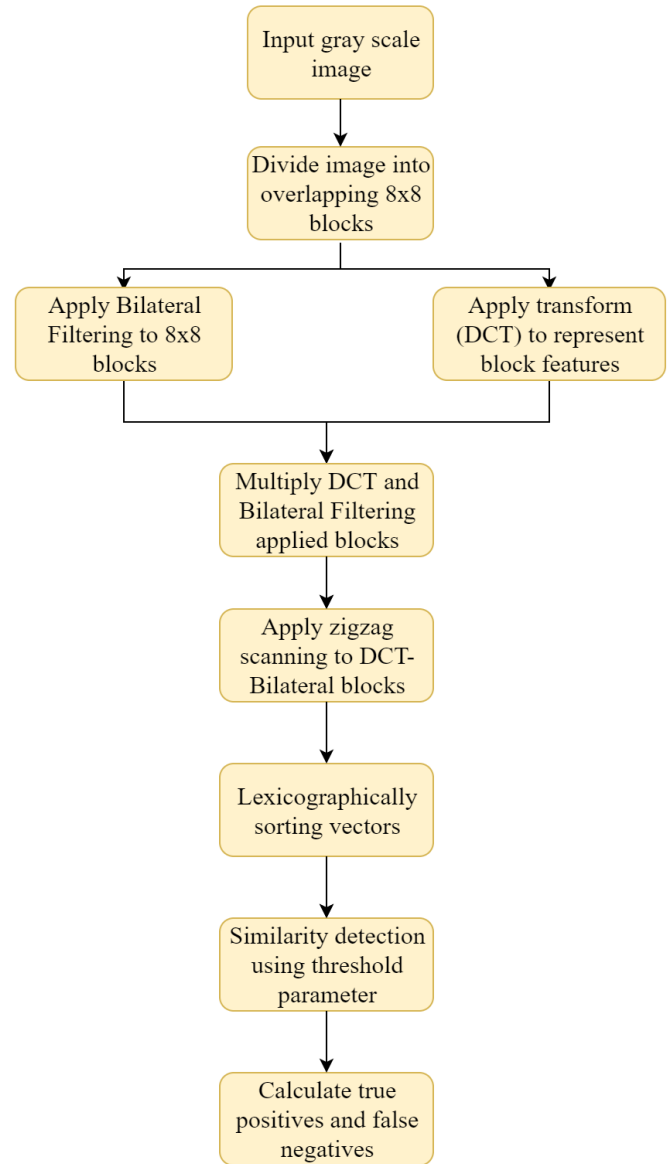 Input gray scale
image
Divide image into
overlapping 8x8
blocks
Apply Bilateral
Filtering to 8x8
blocks
Apply transform
(DCT) to represent
block features
Multiply DCT and
Bilateral Filtering
applied blocks
Apply zigzag
scanning to DCT-
Bilateral blocks
Lexicographically
sorting vectors
Similarity detection
using threshold
parameter
Calculate true
positives and false
negatives